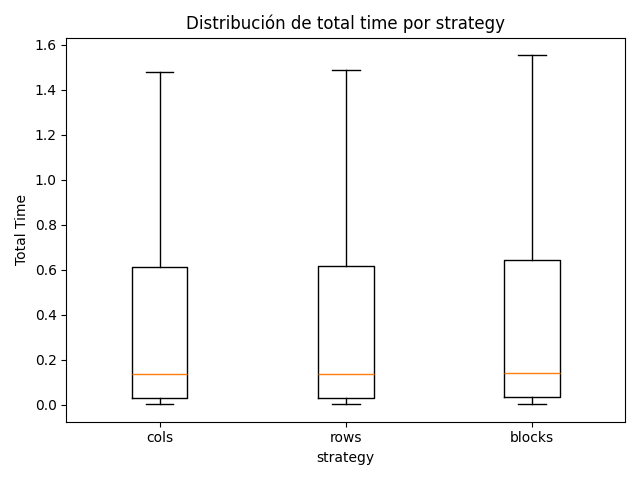 Distribución de total time por strategy
Total Time
1.6
1.4
1.2
1.0
0.8
0.6
0.4
0.2
0.0
cols
rows
blocks
strategy